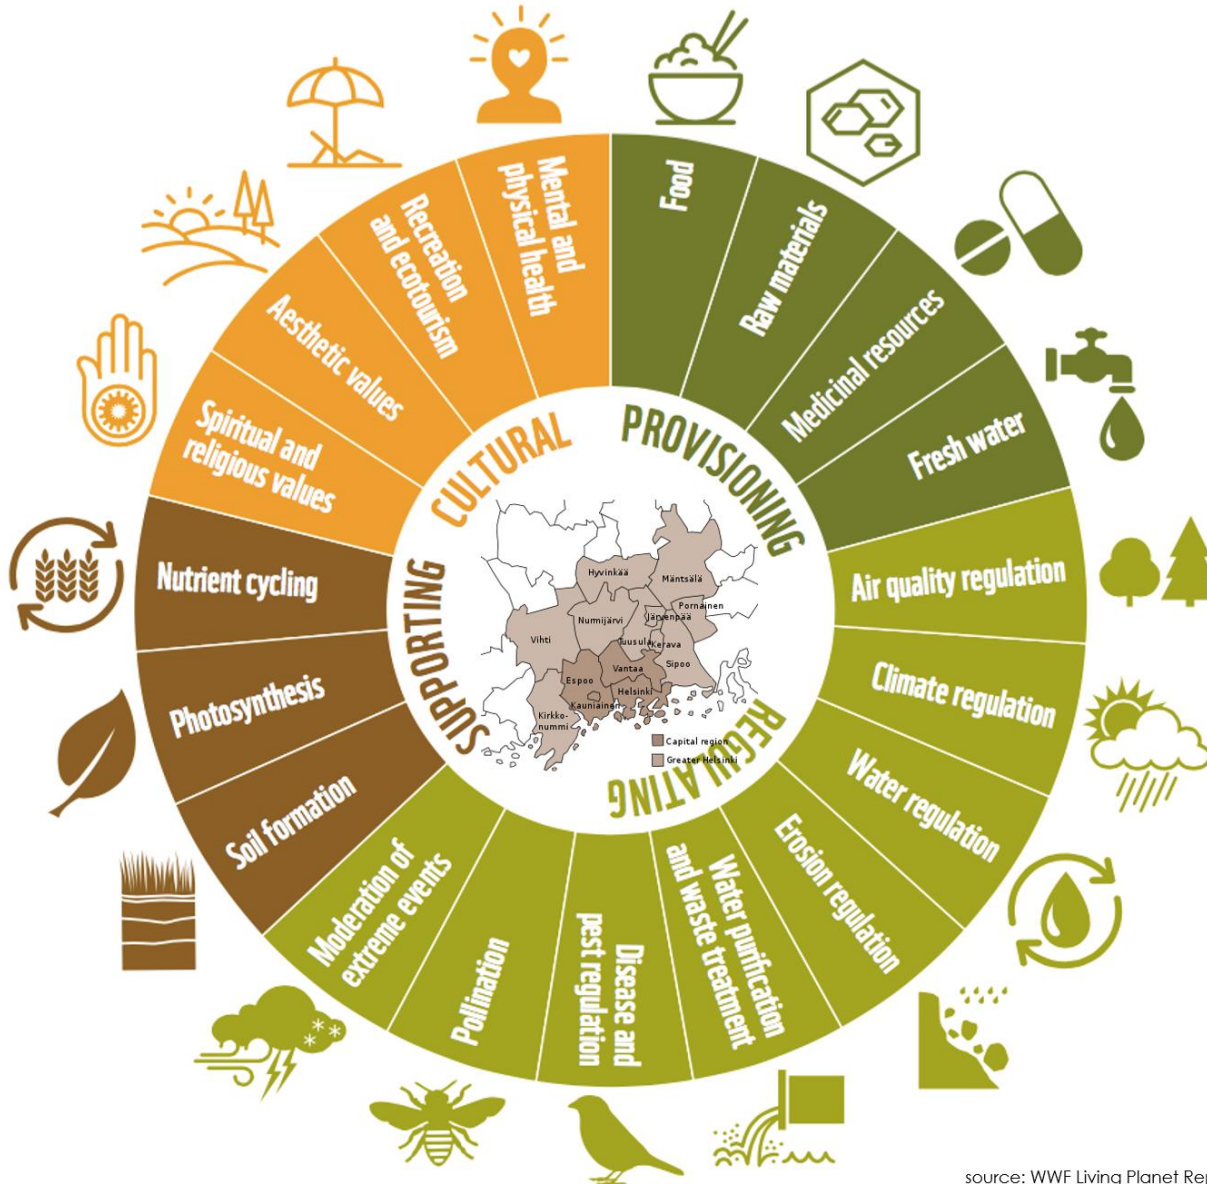 Mental and
physical health
Food
Raw materials
Medicinal resources
Fresh water
Air quality regulation
Climate regulation
Water regulation
Erosion regulation
Water purification
and waste treatment
Disease and
pest regulation
Pollination
Moderation of
extreme events
Soil formation
Photosynthesis
Nutrient cycling
Spiritual and
religious values
Aesthetic values
Recreation
and ecotourism
CULTURAL
PROVISIONING
REGULATING
SUPPORTING
Hyvinkää
Mäntsälä
Pornainen
Järvenpää
Nurmijärvi
Vihti
Tuusula
Kerava
Sipoo
Vantaa
Espoo
Helsinki
Kauniainen
Kirkko-
nummi
Capital region
Greater Helsinki
source: WWF Living Planet Rep